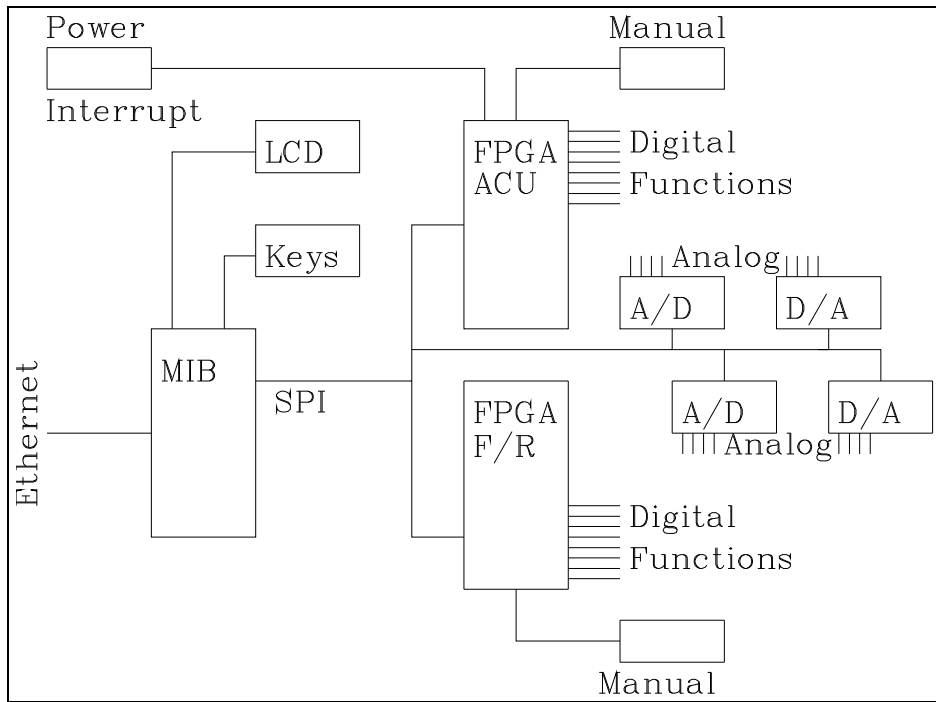 Power
Interrupt
Manual
LCD
Keys
FPGA
ACU
Digital
Functions
Analog
A/D
D/A
Ethernet
MIB
SPI
FPGA
F/R
A/D
D/A
Analog
Digital
Functions
Manual